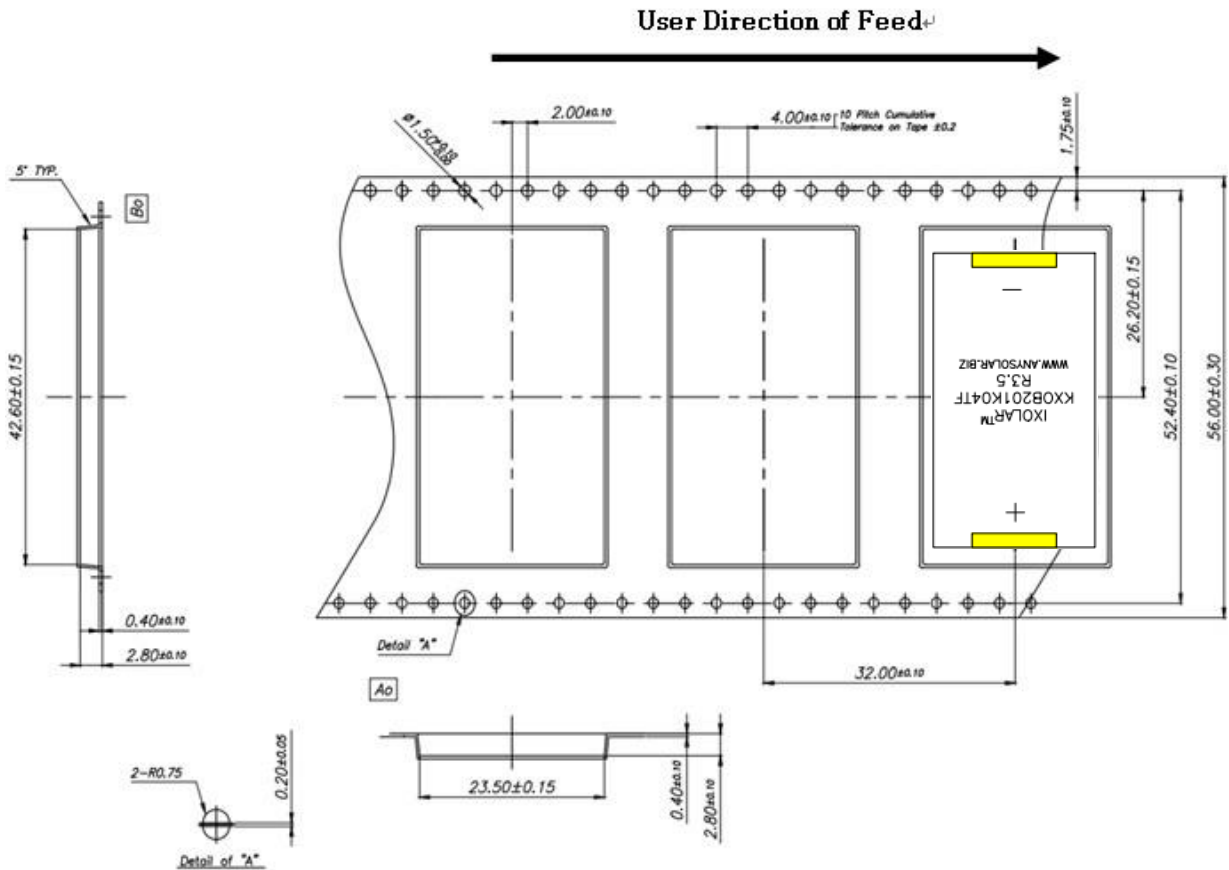 User Direction of Feed↵
2.00±0.10
4.00±0.10
10 Pitch Cumulative
Tolerance on Tape ±0.2
1.75±0.10
ø1.50
5° TYP.
Bo
42.60±0.15
26.20±0.15
52.40±0.10
56.00±0.30
−
IXOLAR™
KXOB201K04TF
R3.5
WWW.ANYSOLAR.BIZ
+
0.40±0.10
2.80±0.10
Detail "A"
32.00±0.10
Ao
23.50±0.15
0.40±0.10
2.80±0.10
2-R0.75
0.20±0.05
Detail of "A"